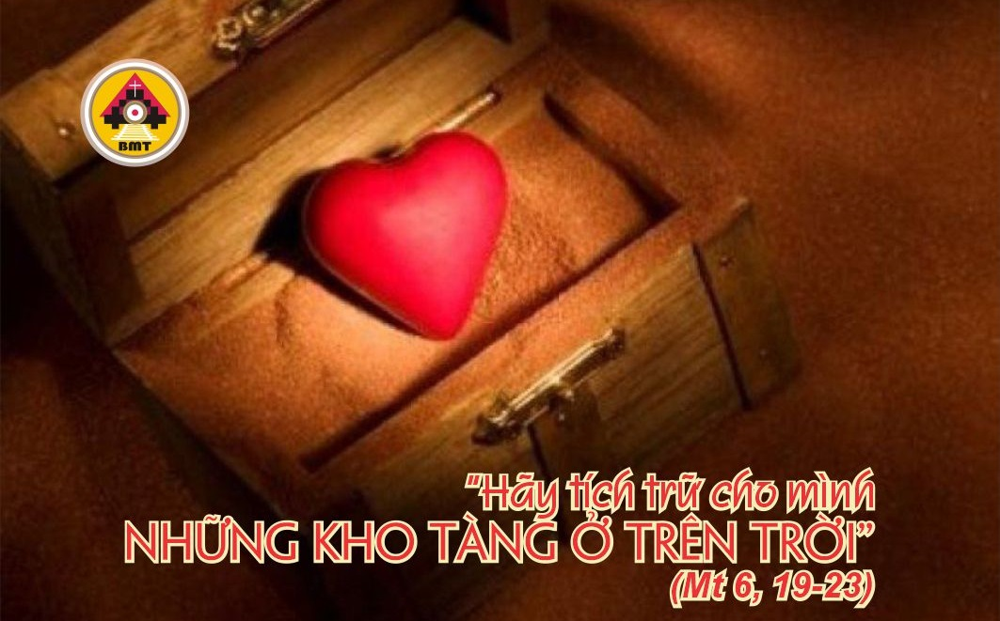 BMT
"Hãy tích trữ cho mình
NHỮNG KHO TÀNG Ở TRÊN TRỜI"
(Mt 6, 19-23)